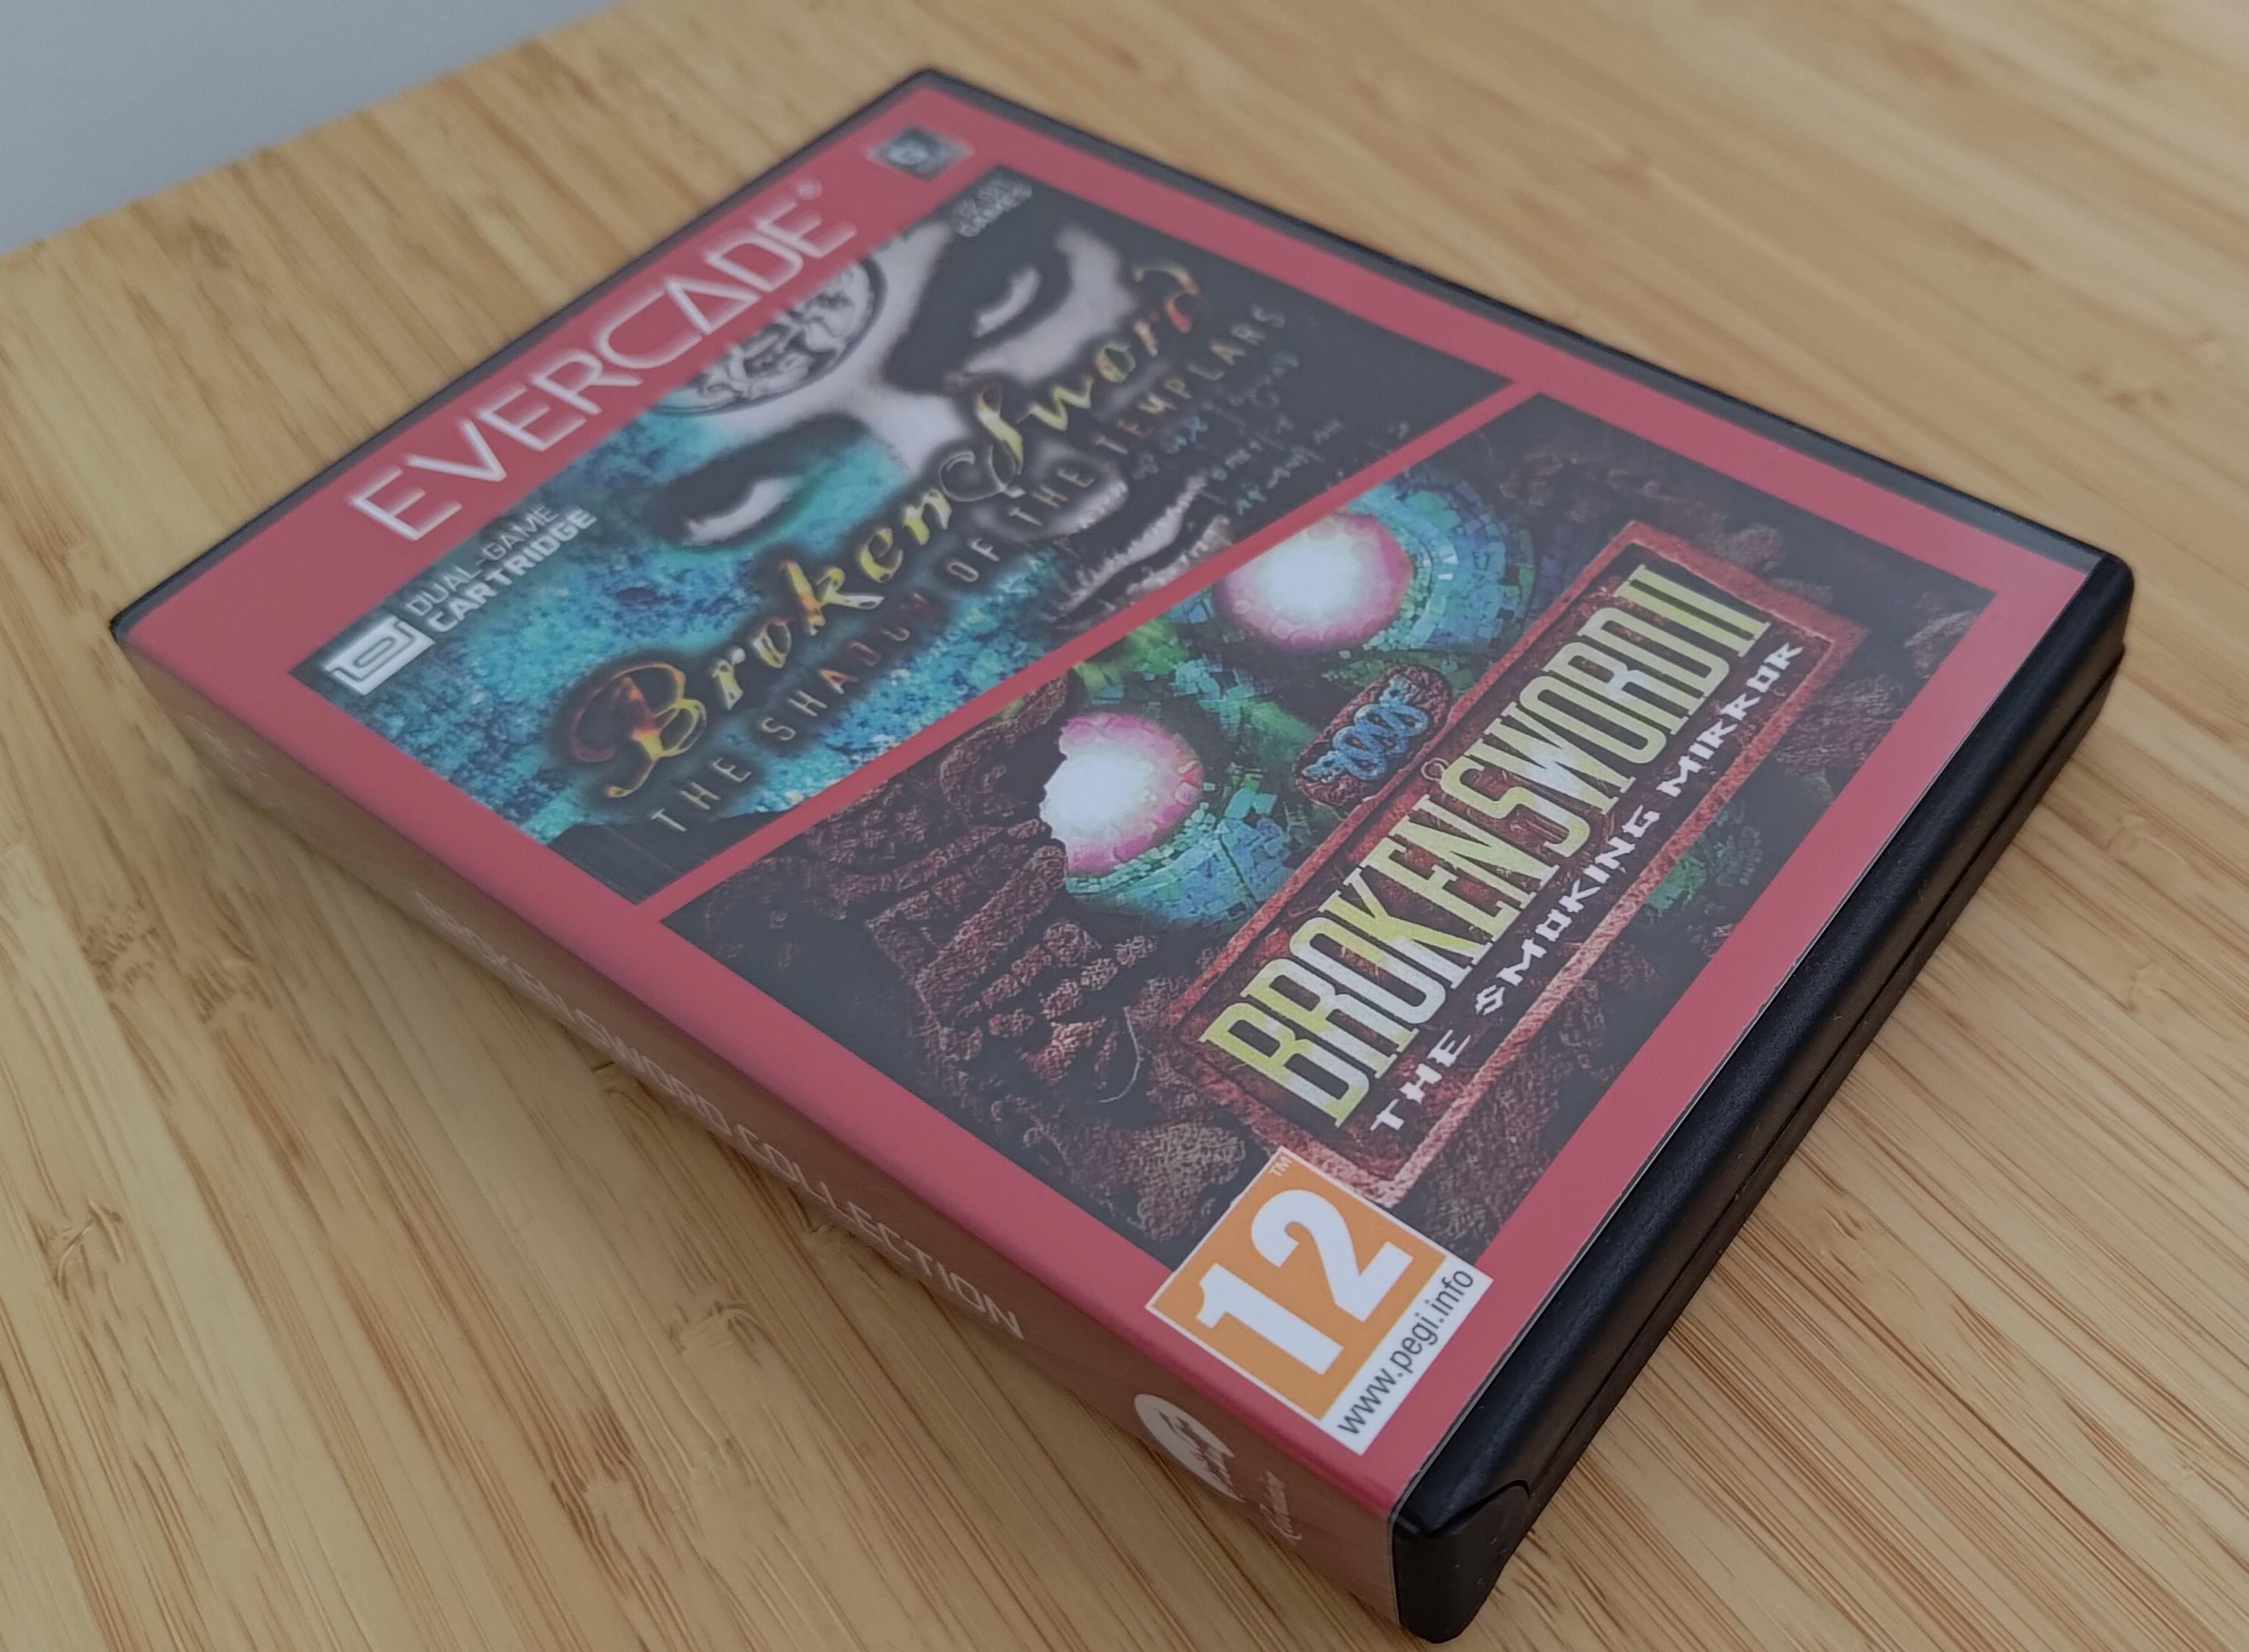 EVERCADE®
DUAL-GAME
CARTRIDGE
Broken Sword
THE SHADOW OF THE TEMPLARS
BROKEN SWORD II
THE SMOKING MIRROR
12
TM
www.pegi.info
BROKEN SWORD COLLECTION